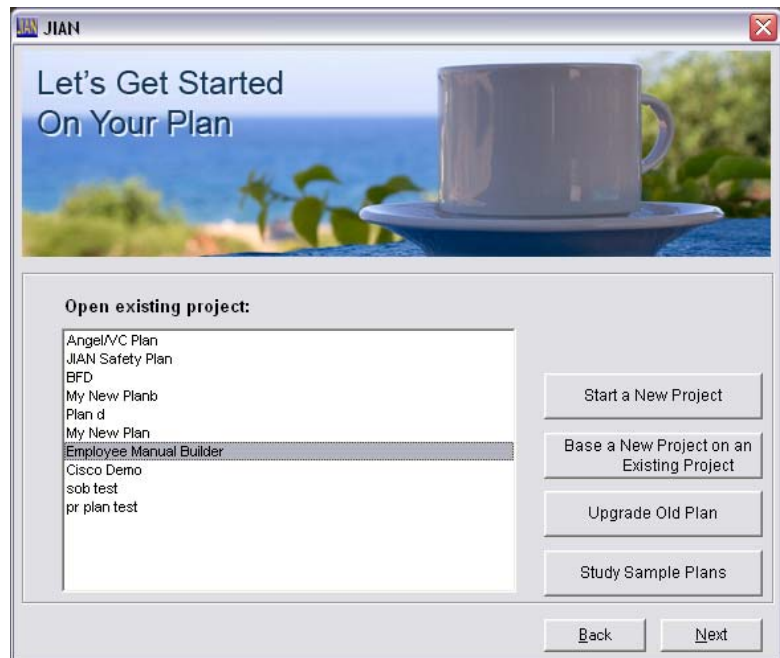 JIAN
Let's Get Started
On Your Plan
Open existing project:
Angel/VC Plan
JIAN Safety Plan
BFD
My New Planb
Plan d
My New Plan
Employee Manual Builder
Cisco Demo
sob test
pr plan test
Start a New Project
Base a New Project on an
Existing Project
Upgrade Old Plan
Study Sample Plans
Back
Next